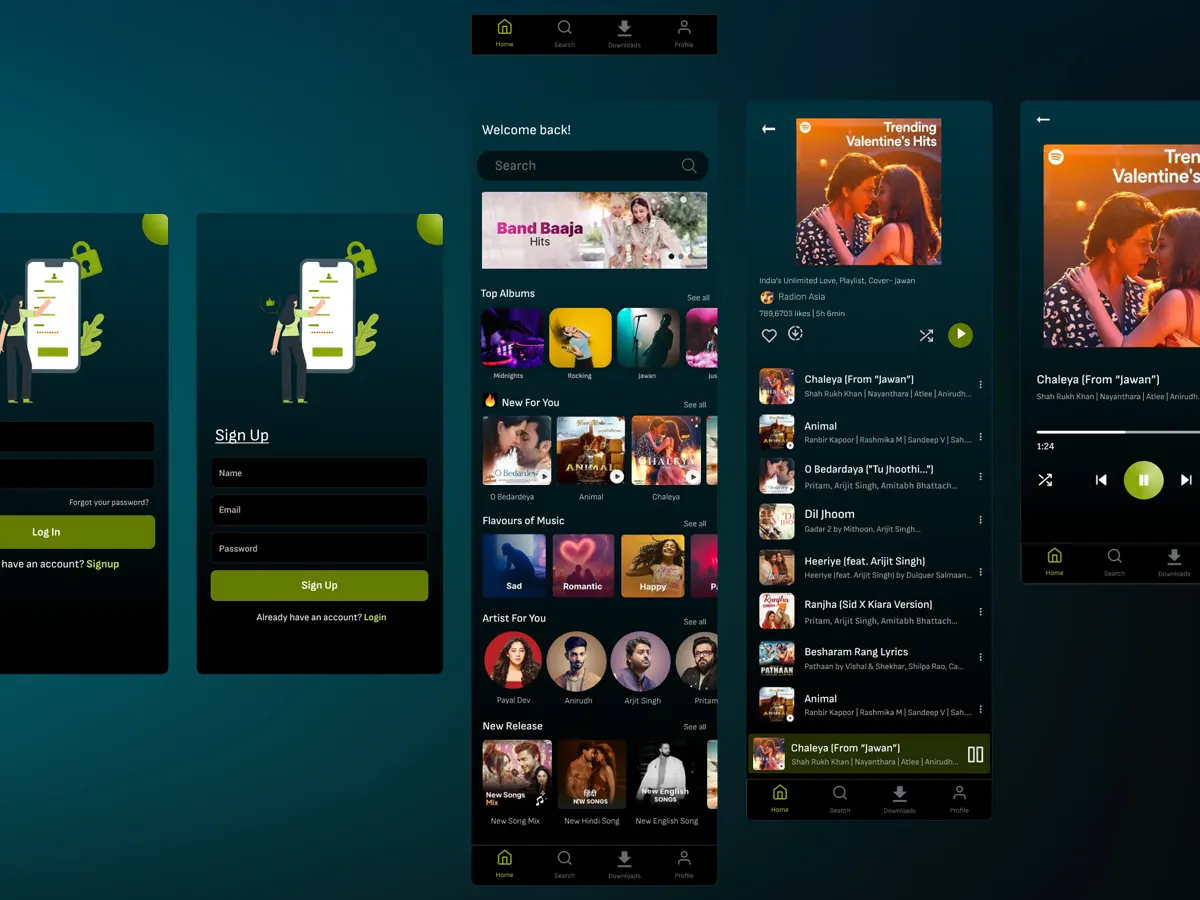 Home
Search
Downloads
Profile
Forgot your password?
Log In
have an account? Signup
Sign Up
Name
Email
Password
Sign Up
Already have an account? Login
Welcome back!
Search
Band Baaja
Hits
Top Albums
See all
Midnights
Rocking
Jawan
Jus
New For You
See all
O Bedardeya
ANIMAL
CHALEYA
O Bedardeya
Animal
Chaleya
Flavours of Music
See all
Sad
Romantic
Happy
Pa
Artist For You
See all
Payal Dev
Anirudh
Arjit Singh
Pritam
New Release
See all
New Songs
Mix
हिंदी
NEW SONGS
New English
SONGS
New Song Mix
New Hindi Song
New English Song
Home
Search
Downloads
Profile
Trending
Valentine's Hits
India's Unlimited Love, Playlist, Cover- Jawan
Radion Asia
789,6703 likes | 5h 6min
Chaleya (From “Jawan”)
Shah Rukh Khan | Nayanthara | Atlee | Anirudh...
Animal
Ranbir Kapoor | Rashmika M | Sandeep V | Sah....
O Bedardaya ("Tu Jhoothi...")
Pritam, Arijit Singh, Amitabh Bhattach...
Dil Jhoom
Gadar 2 by Mithoon, Arijit Singh...
Heeriye (feat. Arijit Singh)
Heeriye (feat. Arijit Singh) by Dulquer Salmaan...
Ranjha
Ranjha (Sid X Kiara Version)
Pritam, Arijit Singh, Amitabh Bhattach...
PATHAAN
Besharam Rang Lyrics
Pathaan by Vishal & Shekhar, Shilpa Rao, Ca...
Animal
Ranbir Kapoor | Rashmika M | Sandeep V | Sah....
Chaleya (From “Jawan”)
Shah Rukh Khan | Nayanthara | Atlee | Anirudh...
Home
Search
Downloads
Profile
Tren
Valentine's
Chaleya (From “Jawan”)
Shah Rukh Khan | Nayanthara | Atlee | Anirudh.
1:24
Home
Search
Downloads